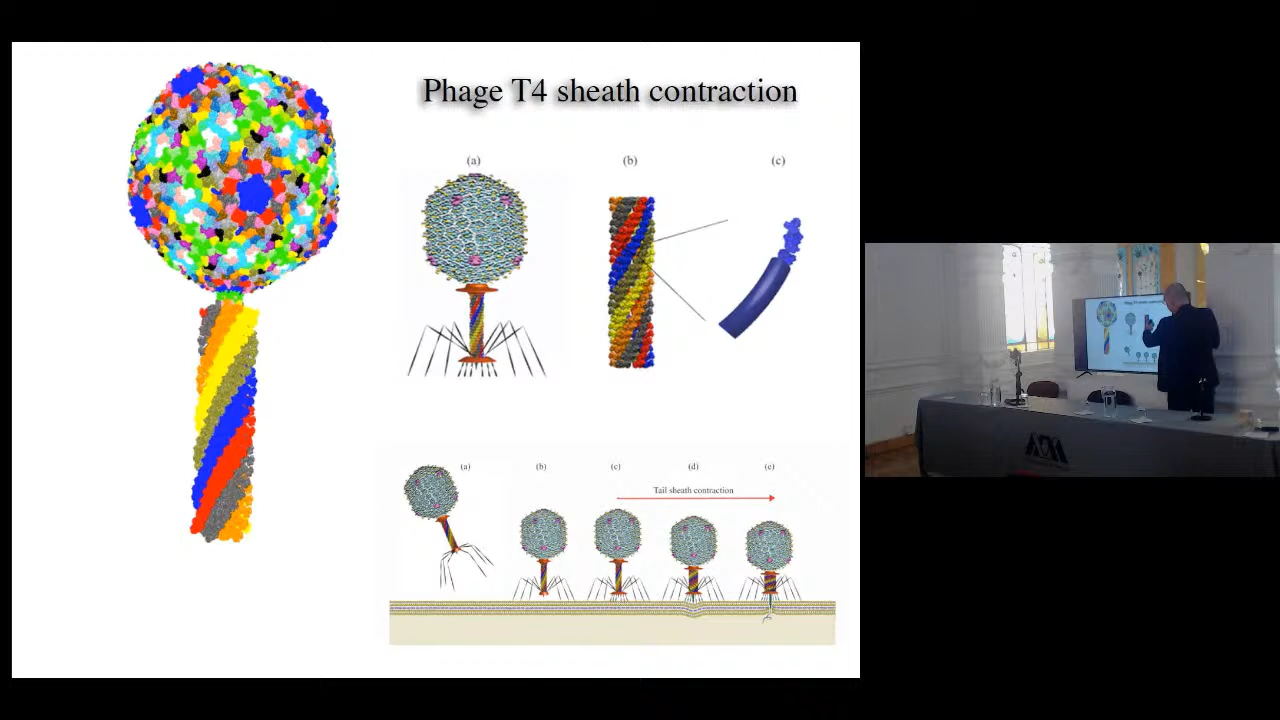 Phage T4 sheath contraction
(a)
(b)
(c)
(a)
(b)
(c)
(d)
(e)
Tail sheath contraction